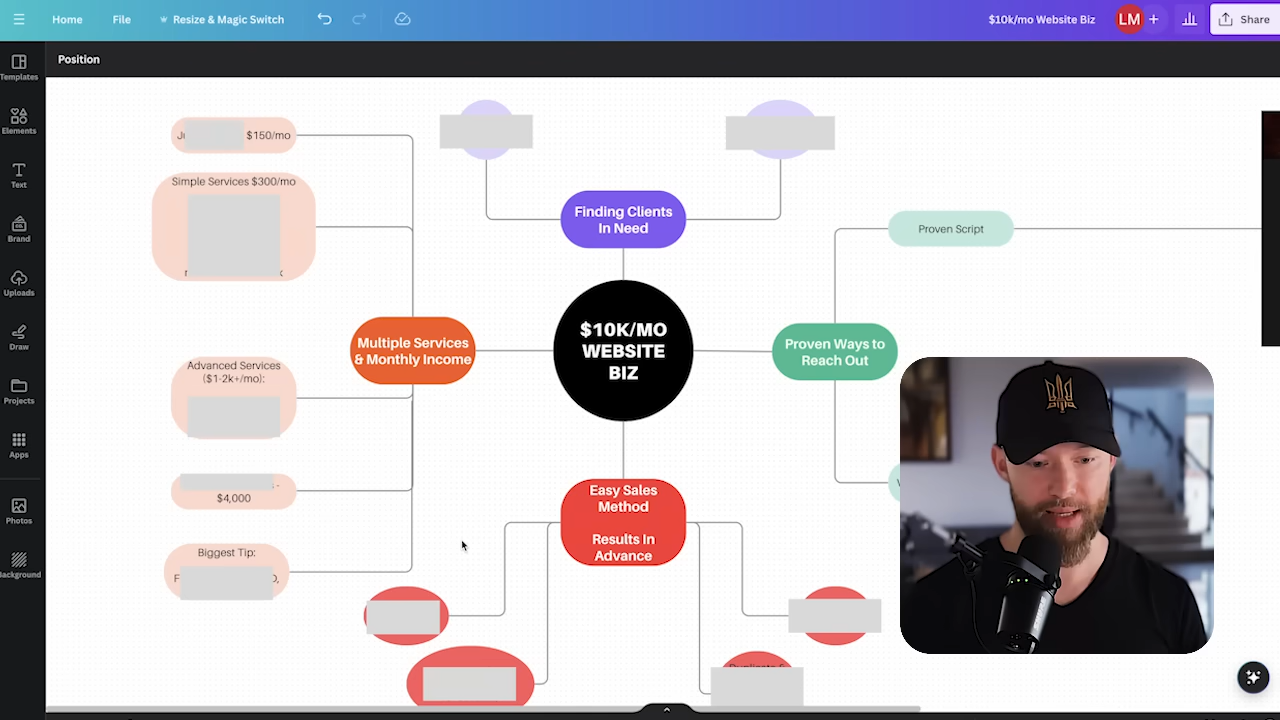 Home File Resize & Magic Switch $10k/mo Website Biz LM + Share
Position
Templates
Elements
Text
Brand
Uploads
Draw
Projects
Apps
Photos
Background
$150/mo
Simple Services $300/mo
Multiple Services
& Monthly Income
Advanced Services
($1-2k+/mo):
$4,000
Biggest Tip:
Finding Clients
In Need
$10K/MO
WEBSITE
BIZ
Proven Ways to
Reach Out
Proven Script
Easy Sales
Method
Results In
Advance